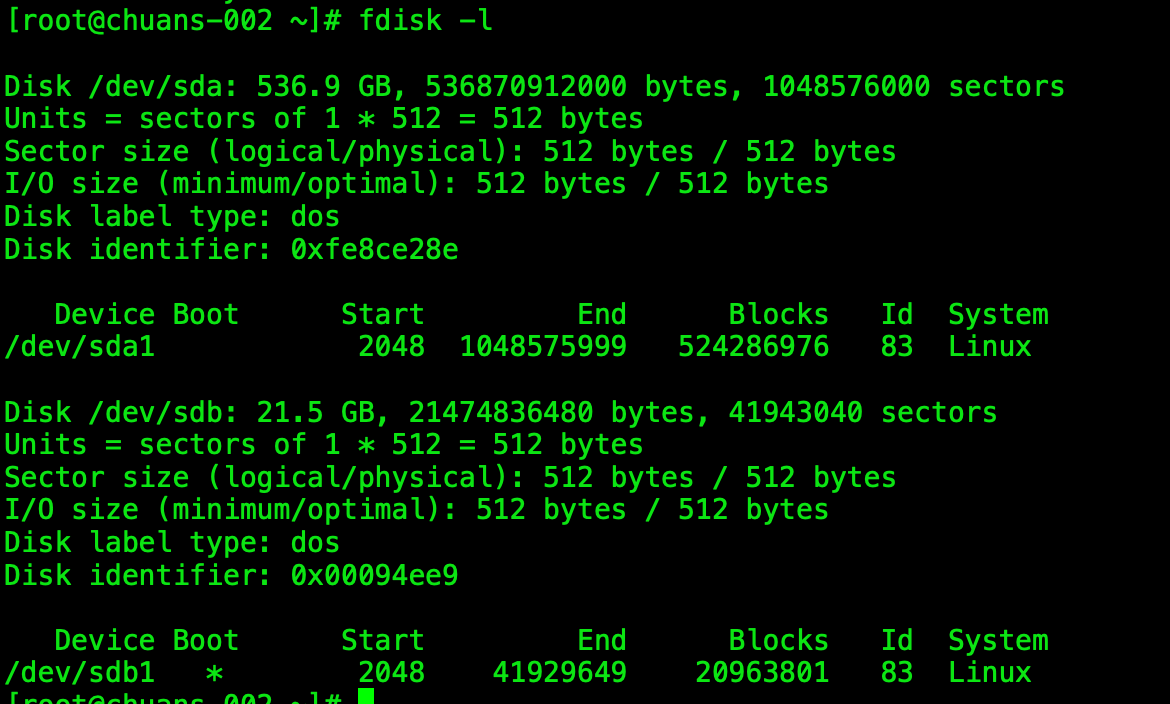 [root@chuans-002 ~]# fdisk -l
Disk /dev/sda: 536.9 GB, 536870912000 bytes, 1048576000 sectors
Units = sectors of 1 * 512 = 512 bytes
Sector size (logical/physical): 512 bytes / 512 bytes
I/O size (minimum/optimal): 512 bytes / 512 bytes
Disk label type: dos
Disk identifier: 0xfe8ce28e
Device Boot      Start         End      Blocks   Id  System
/dev/sda1            2048  1048575999   524286976   83  Linux
Disk /dev/sdb: 21.5 GB, 21474836480 bytes, 41943040 sectors
Units = sectors of 1 * 512 = 512 bytes
Sector size (logical/physical): 512 bytes / 512 bytes
I/O size (minimum/optimal): 512 bytes / 512 bytes
Disk label type: dos
Disk identifier: 0x00094ee9
Device Boot      Start         End      Blocks   Id  System
/dev/sdb1   *        2048    41929649    20963801   83  Linux
[root@chuans-002 ~]#